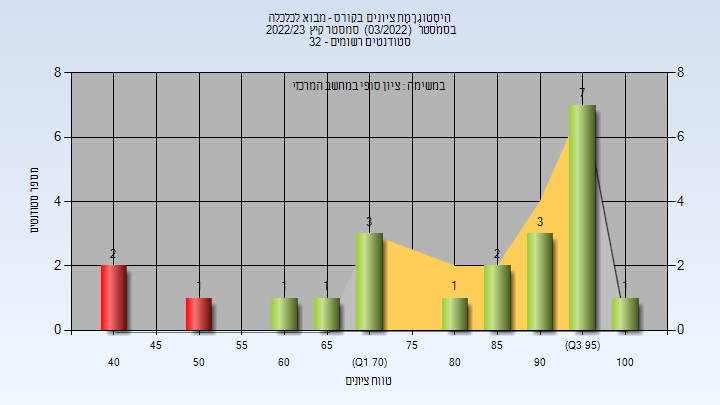 היסטוגרמת ציונים בקורס - מבוא לכלכלה
בסמסטר (03/2022) סמסטר קיץ 2022/23
סטודנטים רשומים - 32
במשימה : ציון סופי במחשב המרכזי
8 8
7
6 6
מספר סטודנטים
4 4
3 3
2 2 2 2
1 1 1 1 1
0 0
45 55 65 75 85 (Q3 95)
40 50 60 (Q1 70) 80 90 100
טווח ציונים